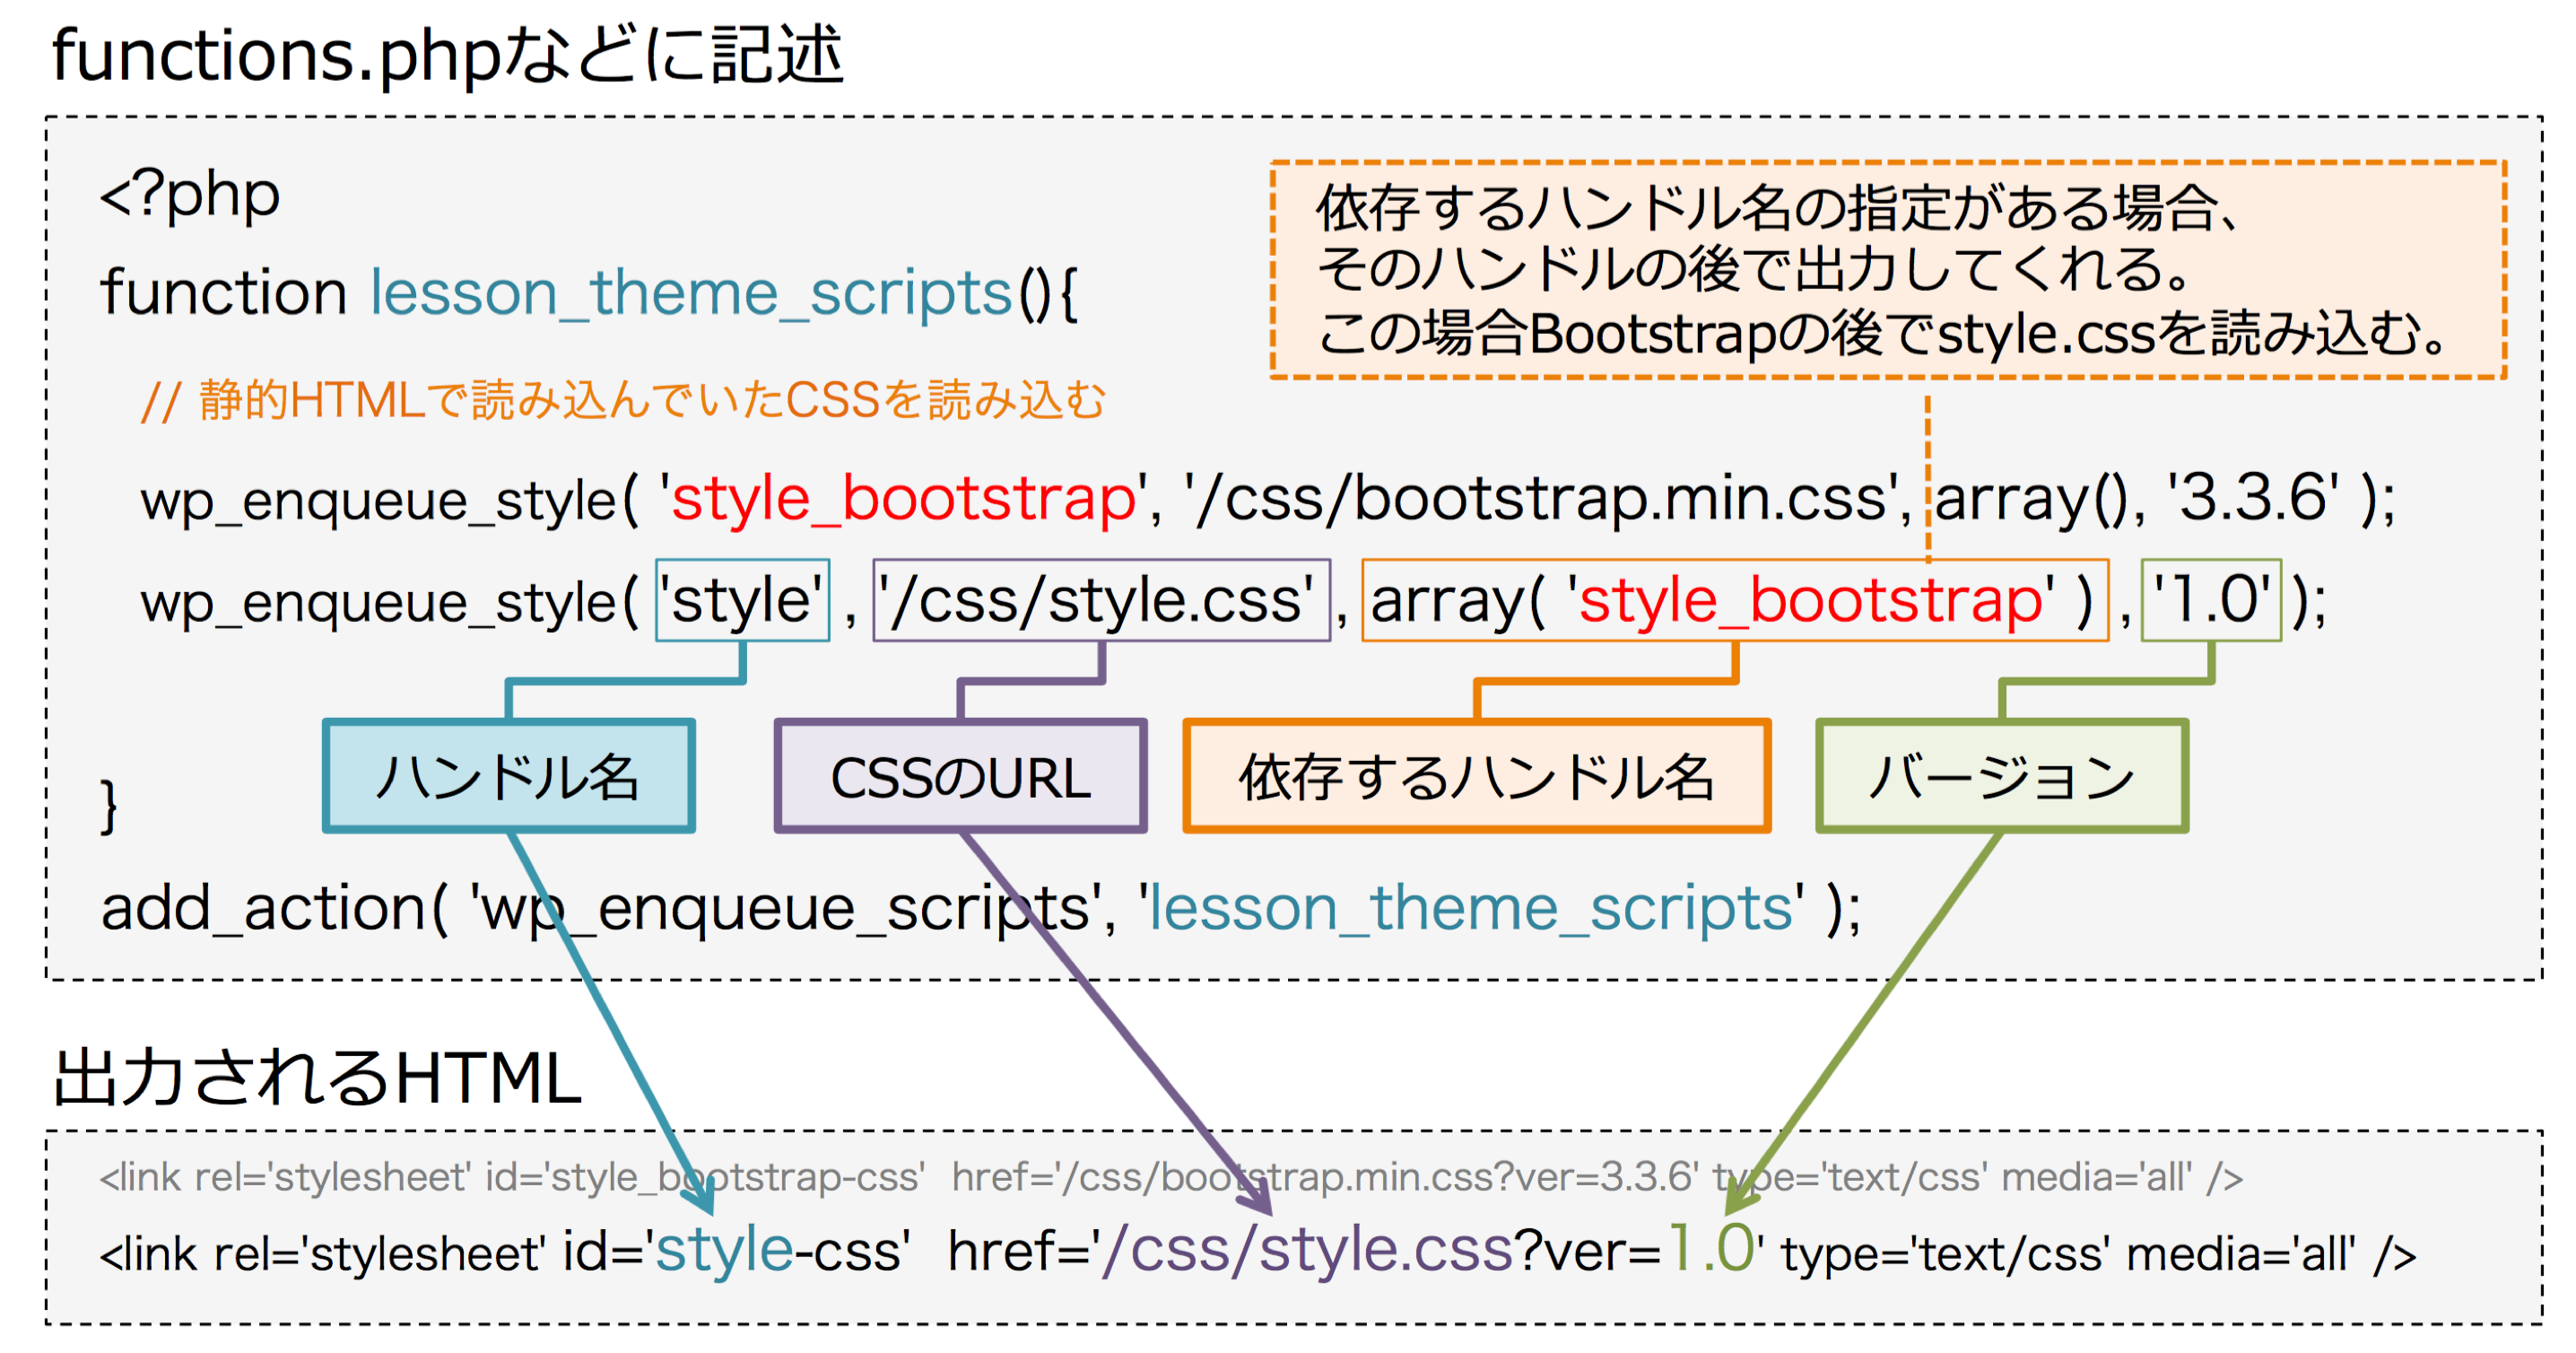 functions.phpなどに記述
<?php
依存するハンドル名の指定がある場合、
そのハンドルの後で出力してくれる。
この場合Bootstrapの後でstyle.cssを読み込む。
function lesson_theme_scripts(){
// 静的HTMLで読み込んでいたCSSを読み込む
wp_enqueue_style( 'style_bootstrap', '/css/bootstrap.min.css', array(), '3.3.6' );
wp_enqueue_style( 'style' , '/css/style.css' , array( 'style_bootstrap' ) , '1.0' );
ハンドル名
CSSのURL
依存するハンドル名
バージョン
}
add_action( 'wp_enqueue_scripts', 'lesson_theme_scripts' );
出力されるHTML
<link rel='stylesheet' id='style_bootstrap-css'  href='/css/bootstrap.min.css?ver=3.3.6' type='text/css' media='all' />
<link rel='stylesheet' id='style-css'  href='/css/style.css?ver=1.0' type='text/css' media='all' />